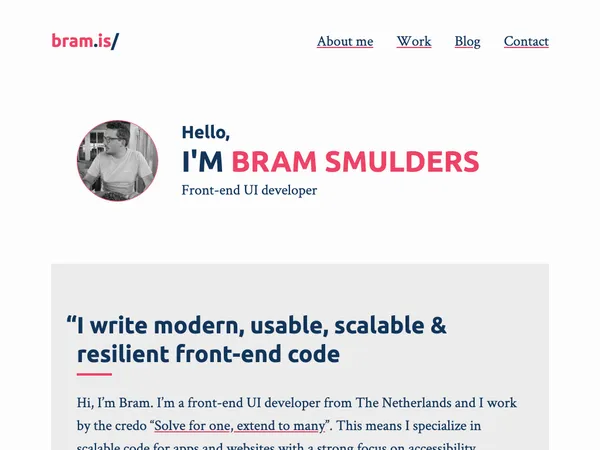 bram.is/
About me Work Blog Contact
Hello,
I'M BRAM SMULDERS
Front-end UI developer
“I write modern, usable, scalable &
resilient front-end code
Hi, I’m Bram. I’m a front-end UI developer from The Netherlands and I work
by the credo “Solve for one, extend to many”. This means I specialize in
scalable code for apps and websites with a strong focus on accessibility,